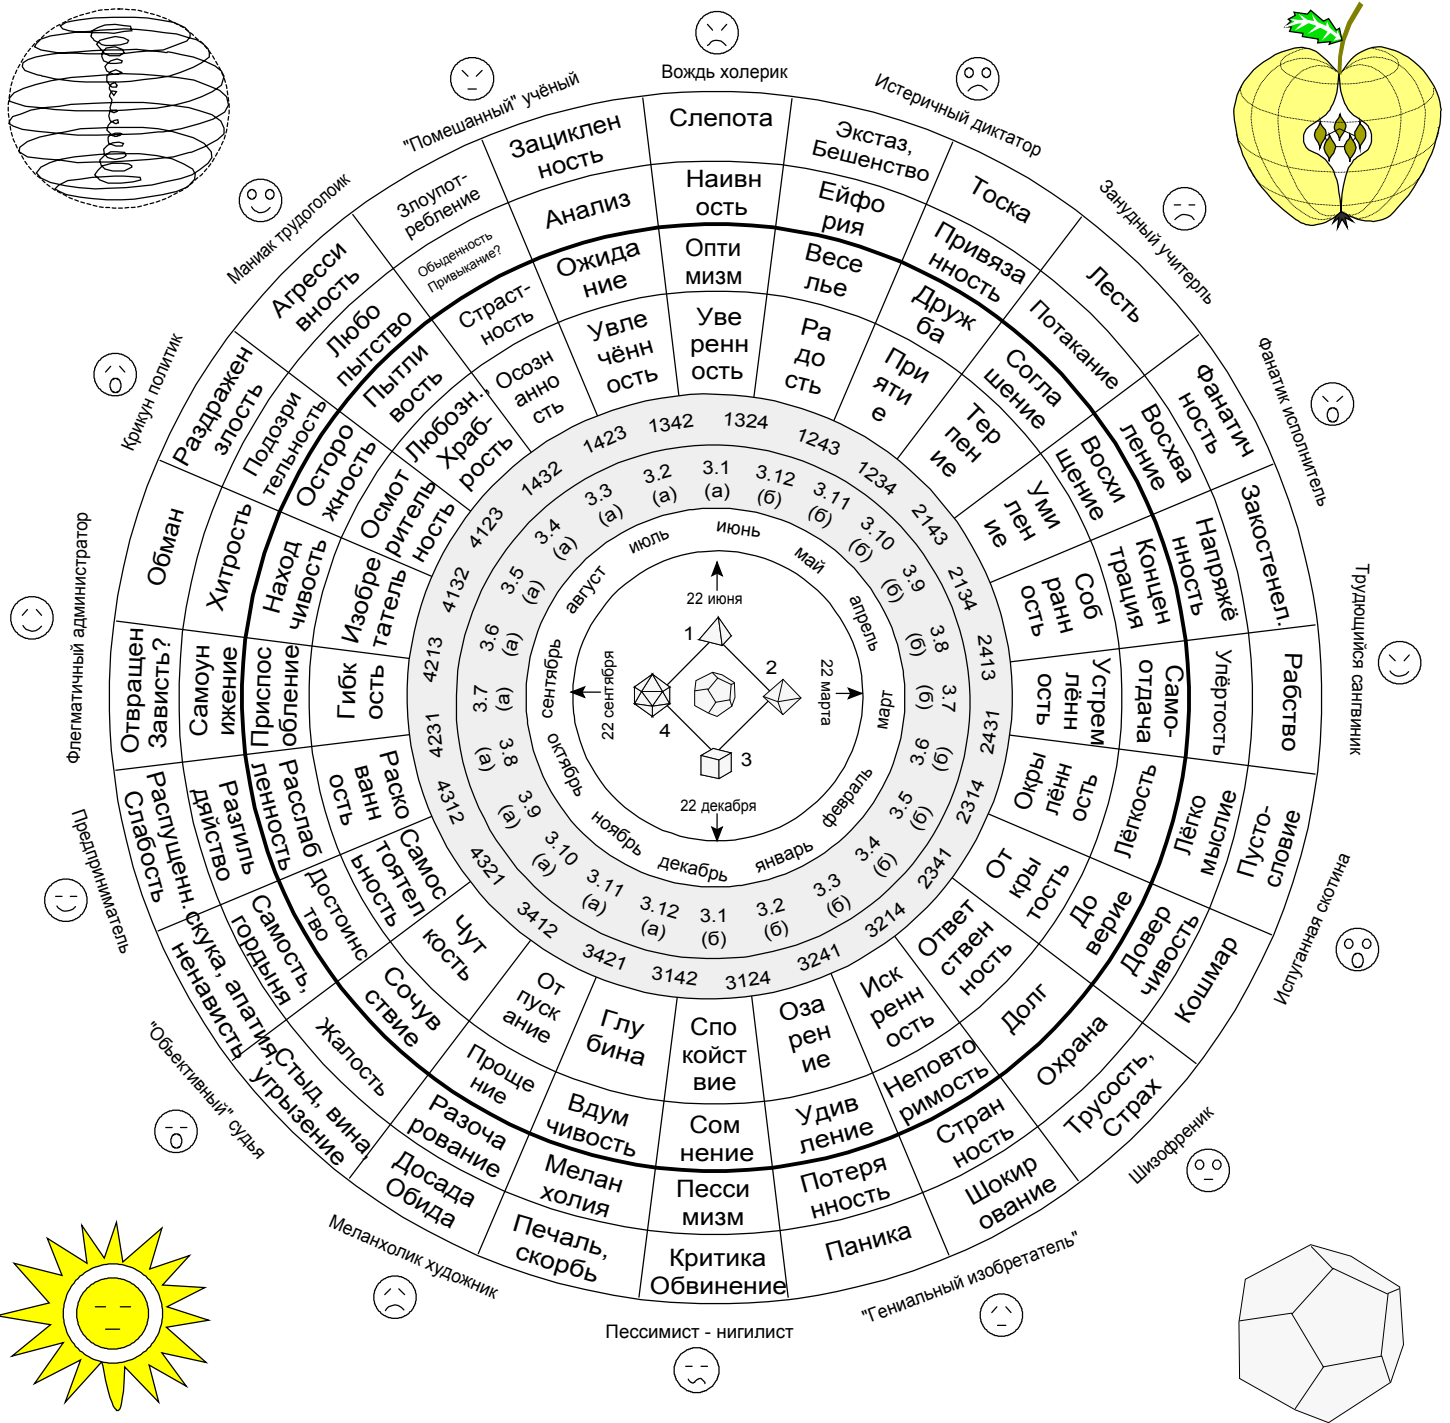 Вождь холерик
Истеричный диктатор
Занудный учитерль
Фанатик исполнитель
Трудющийся сангвиник
Испуганная скотина
Шизофреник
"Гениальный изобретатель"
Пессимист - нигилист
Меланхолик художник
"Обьективный" судья
Предприниматель
Флегматичный администратор
Крикун политик
Маниак трудоголоик
"Помешанный" учёный
Слепота
Экстаз,
Бешенство
Тоска
Лесть
Фанатич
ность
Закостенел.
Рабство
Пусто-
словие
Кошмар
Трусость,
Страх
Шокир
ование
Паника
Критика
Обвинение
Печаль,
скорбь
Досада
Обида
Стыд, вина,
угрызение
скука, апатия,
ненависть
Распущенн.
Слабость
Отвращен
Зависть?
Обман
Раздражен
злость
Агресси
вность
Злоупот-
ребление
Зациклен
ность
Наивн
ость
Ейфо
рия
Привяза
нность
Потакание
Восхва
ление
Напряжё
нность
Упёртость
Легко
мыслие
Довер
чивость
Охрана
Стран
ность
Потеря
нность
Песси
мизм
Мелан
холия
Разоча
рование
Жалость
Самость,
гордыня
Разгиль
дяйство
Самоун
ижение
Хитрость
Подозри
тельность
Любо
пытство
Обыденность
Привыкание?
Анализ
Опти
мизм
Весе
лье
Друж
ба
Согла
шение
Восхи
щение
Концен
трация
Само-
отдача
Лёгкость
До
верие
Долг
Неповто
римость
Удив
ление
Сом
нение
Вдум
чивость
Проще
ние
Сочув
ствие
Достоинс
тво
Расслаб
ленность
Приспос
обление
Наход
чивость
Осторо
жность
Пытли
вость
Страст-
ность
Ожида
ние
Уве
ренн
ость
Ра
до
сть
При
яти
е
Тер
пен
ие
Уми
лен
ие
Соб
ранн
ость
Устрем
лённ
ость
Окры
лённ
ость
От
кры
тость
Ответ
ствен
ность
Иск
ренн
ость
Оза
рен
ие
Спо
койст
вие
Глу
бина
От
пуск
ание
Чут
кость
Самос
тоятел
ьность
Раско
ванн
ость
Гибк
ость
Изобре
татель
ность
Осмот
ритель
Любозн.,
Храб-
рость
Осозн
анно
сть
Увле
чённ
ость
1324
1243
1234
2143
2134
2413
2431
2314
2341
3214
3241
3124
3142
3421
3412
4321
4312
4231
4213
4132
4123
1432
1423
1342
3.1
(а)
3.12
(б)
3.11
(б)
3.10
(б)
3.9
(б)
3.8
(б)
3.7
(б)
3.6
(б)
3.5
(б)
3.4
(б)
3.3
(б)
3.2
(б)
3.1
(б)
3.12
(а)
3.11
(а)
3.10
(а)
3.9
(а)
3.8
(а)
3.7
(а)
3.6
(а)
3.5
(а)
3.4
(а)
3.3
(а)
3.2
(а)
июнь
май
апрель
март
февраль
январь
декабрь
ноябрь
октябрь
сентябрь
август
июль
22 июня
22 марта
22 декабря
22 сентября
1
2
3
4